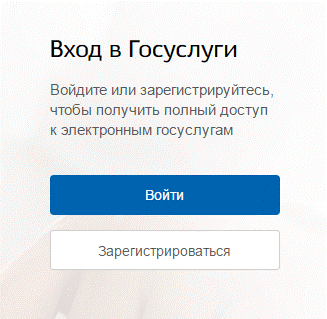 Вход в Госуслуги
Войдите или зарегистрируйтесь,
чтобы получить полный доступ
к электронным госуслугам
Войти
Зарегистрироваться